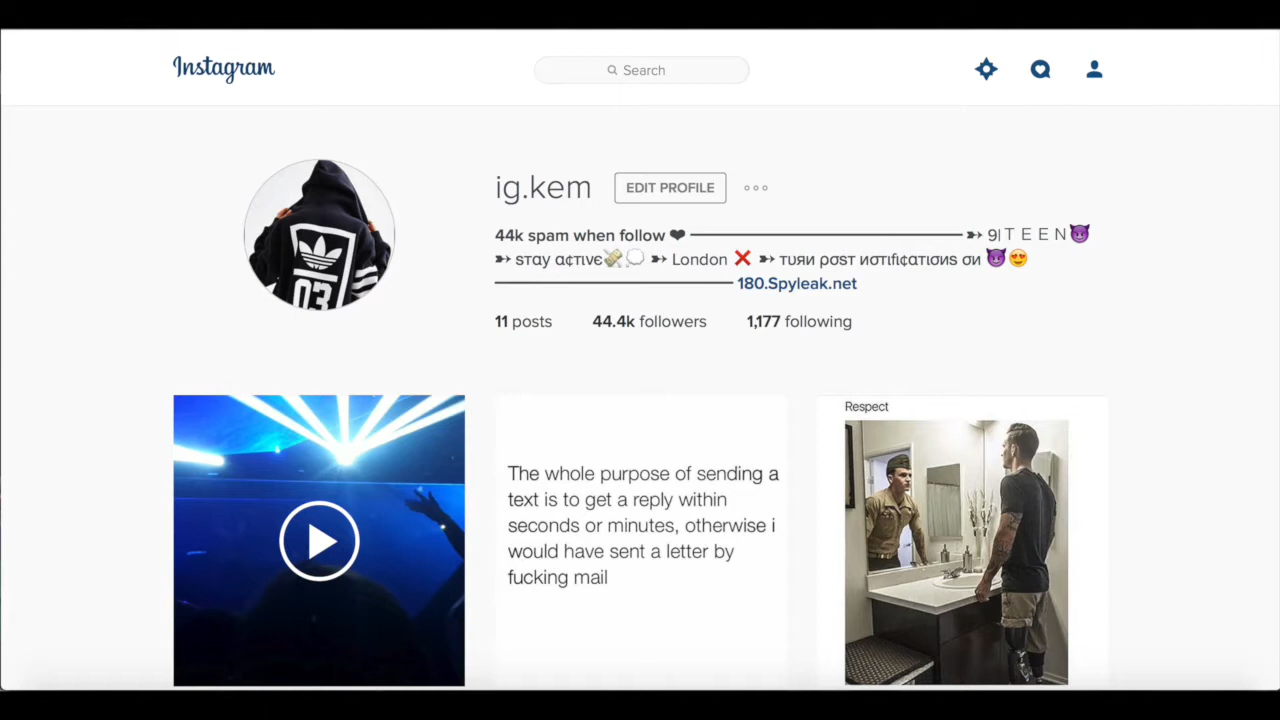 Instagram
Search
ig.kem
EDIT PROFILE
44k spam when follow ❤ ➳ 9| T E E N😈
➳ ѕтαу α¢тινє💸💭 ➳ London ❌ ➳ тυяи ρσѕт иσтιfι¢αтισиѕ σи 😈😍
180.Spyleak.net
11 posts 44.4k followers 1,177 following
The whole purpose of sending a
text is to get a reply within
seconds or minutes, otherwise i
would have sent a letter by
fucking mail
Respect
03